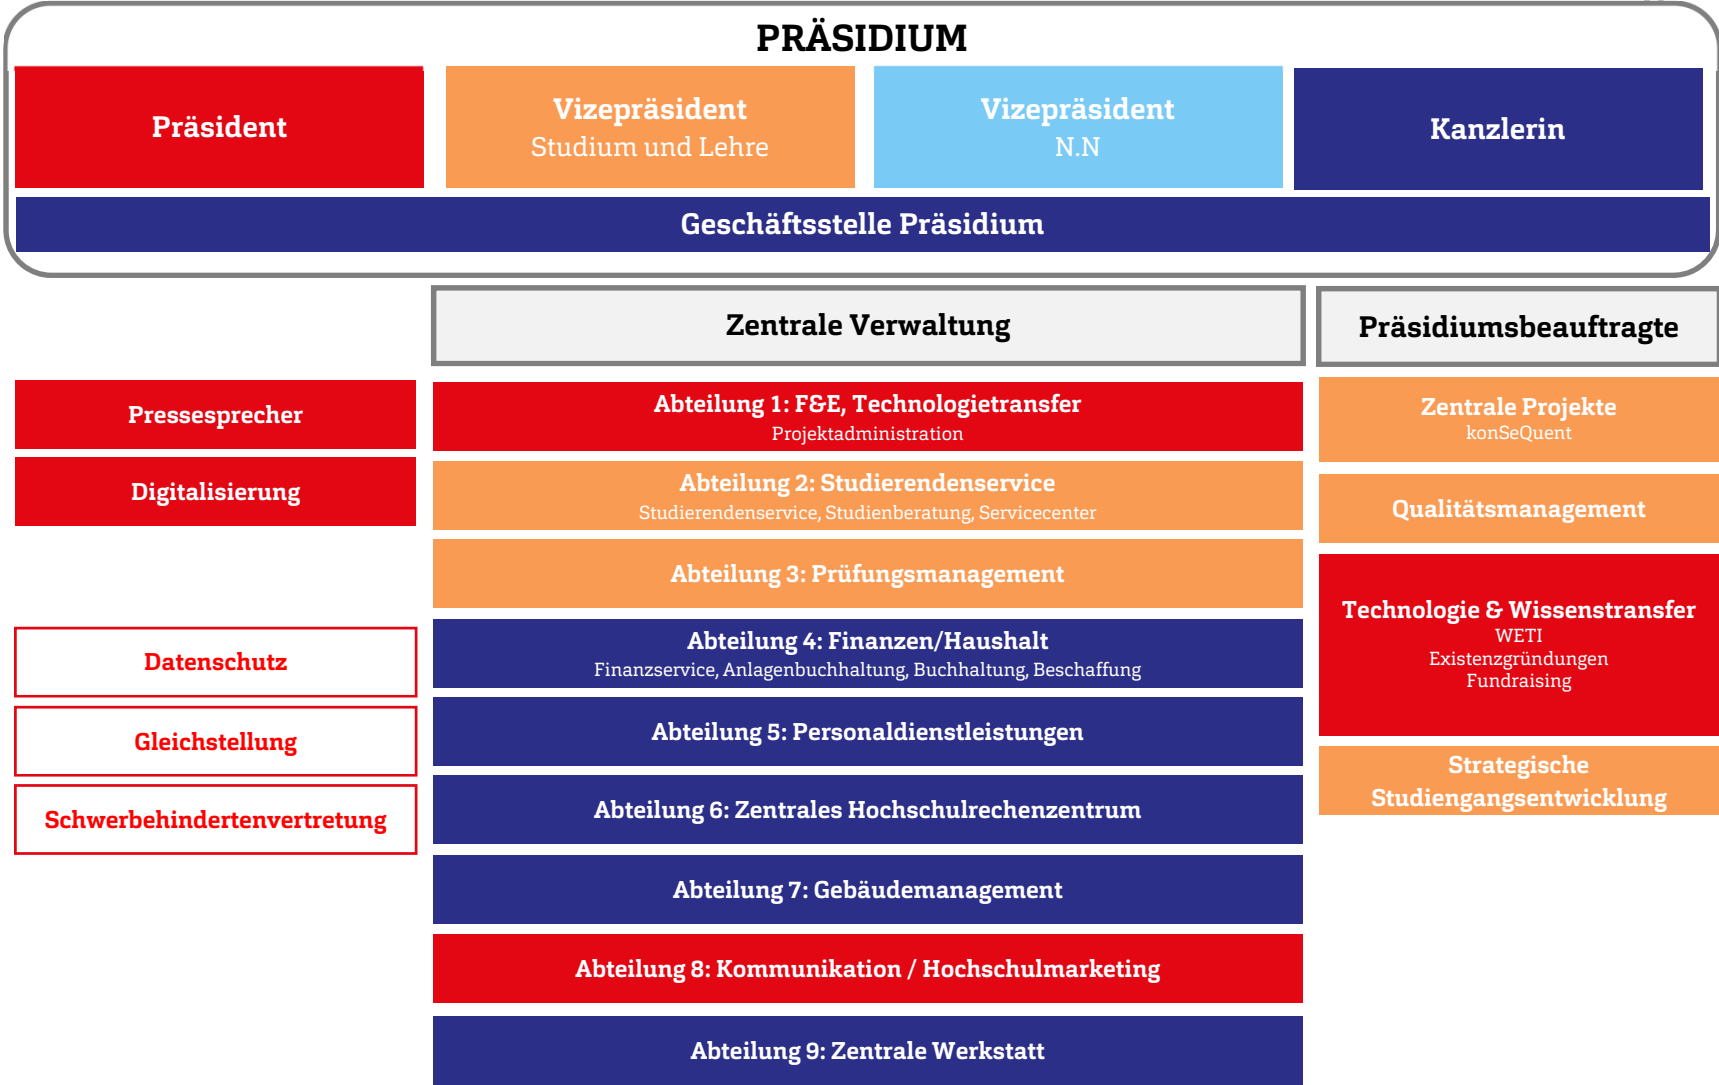 PRÄSIDIUM
Präsident
Vizepräsident
Studium und Lehre
Vizepräsident
N.N
Kanzlerin
Geschäftsstelle Präsidium
Zentrale Verwaltung
Präsidiumsbeauftragte
Pressesprecher
Digitalisierung
Datenschutz
Gleichstellung
Schwerbehindertenvertretung
Abteilung 1: F&E, Technologietransfer
Projektadministration
Abteilung 2: Studierendenservice
Studierendenservice, Studienberatung, Servicecenter
Abteilung 3: Prüfungsmanagement
Abteilung 4: Finanzen/Haushalt
Finanzservice, Anlagenbuchhaltung, Buchhaltung, Beschaffung
Abteilung 5: Personaldienstleistungen
Abteilung 6: Zentrales Hochschulrechenzentrum
Abteilung 7: Gebäudemanagement
Abteilung 8: Kommunikation / Hochschulmarketing
Abteilung 9: Zentrale Werkstatt
Zentrale Projekte
konSeQuent
Qualitätsmanagement
Technologie & Wissenstransfer
WETI
Existenzgründungen
Fundraising
Strategische
Studiengangsentwicklung